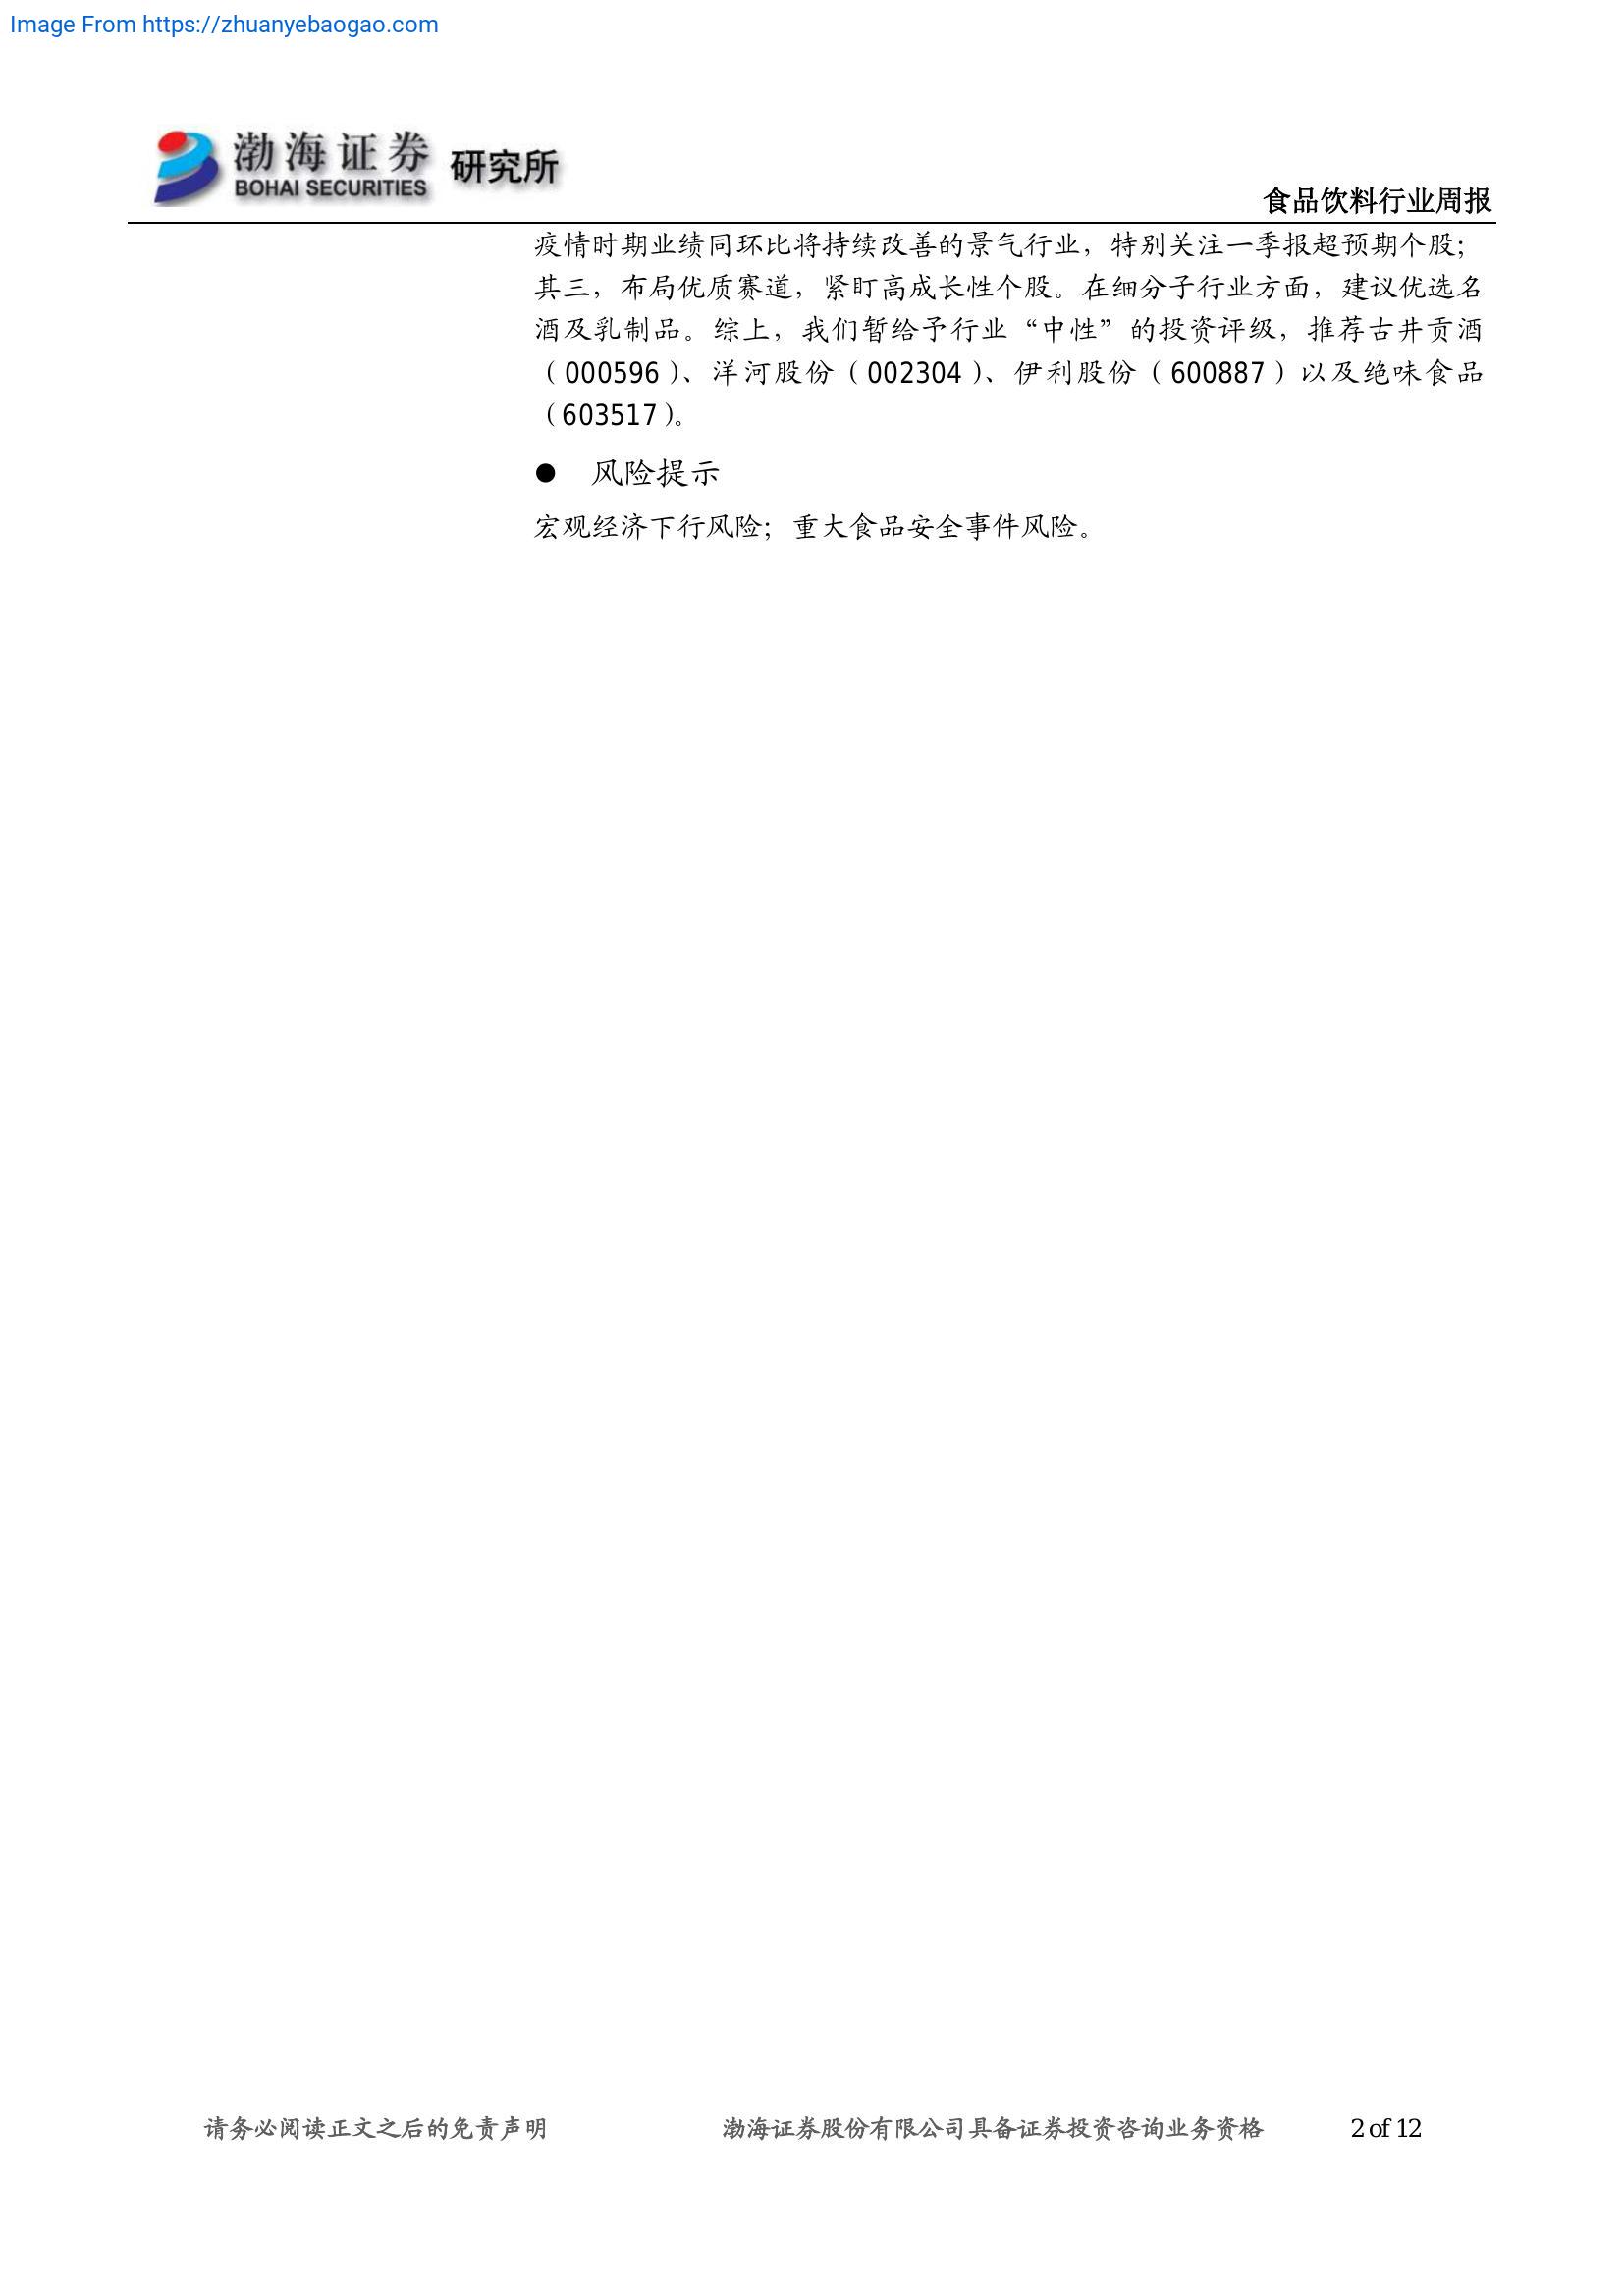 Image From https://zhuanyebaogao.com
渤海证券
BOHAI SECURITIES
研究所
食品饮料行业周报
疫情时期业绩同环比将持续改善的景气行业，特别关注一季报超预期个股；
其三，布局优质赛道，紧盯高成长性个股。在细分子行业方面，建议优选名
酒及乳制品。综上，我们暂给予行业“中性”的投资评级，推荐古井贡酒
（000596）、洋河股份（002304）、伊利股份（600887）以及绝味食品
（603517）。
● 风险提示
宏观经济下行风险；重大食品安全事件风险。
请务必阅读正文之后的免责声明 渤海证券股份有限公司具备证券投资咨询业务资格 2 of 12